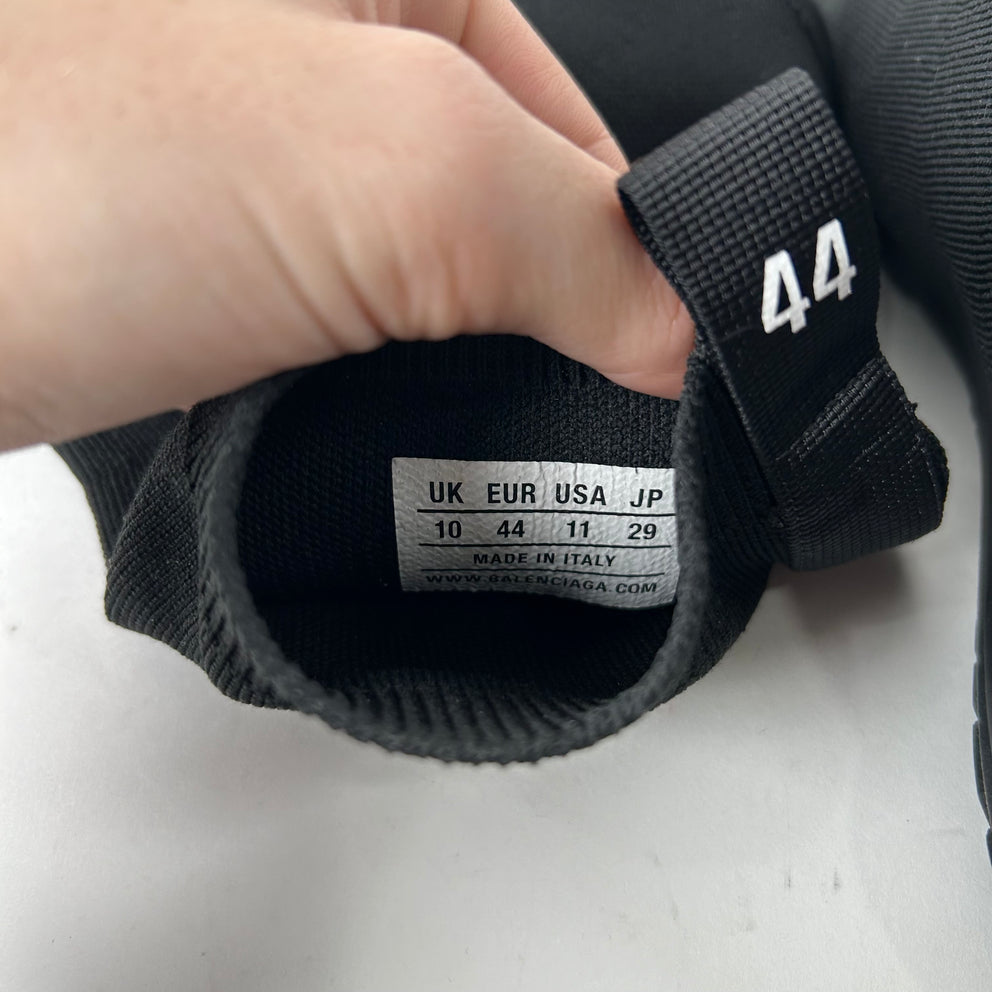 44
UK EUR USA JP
10 44 11 29
MADE IN ITALY
WWW.BALENCIAGA.COM